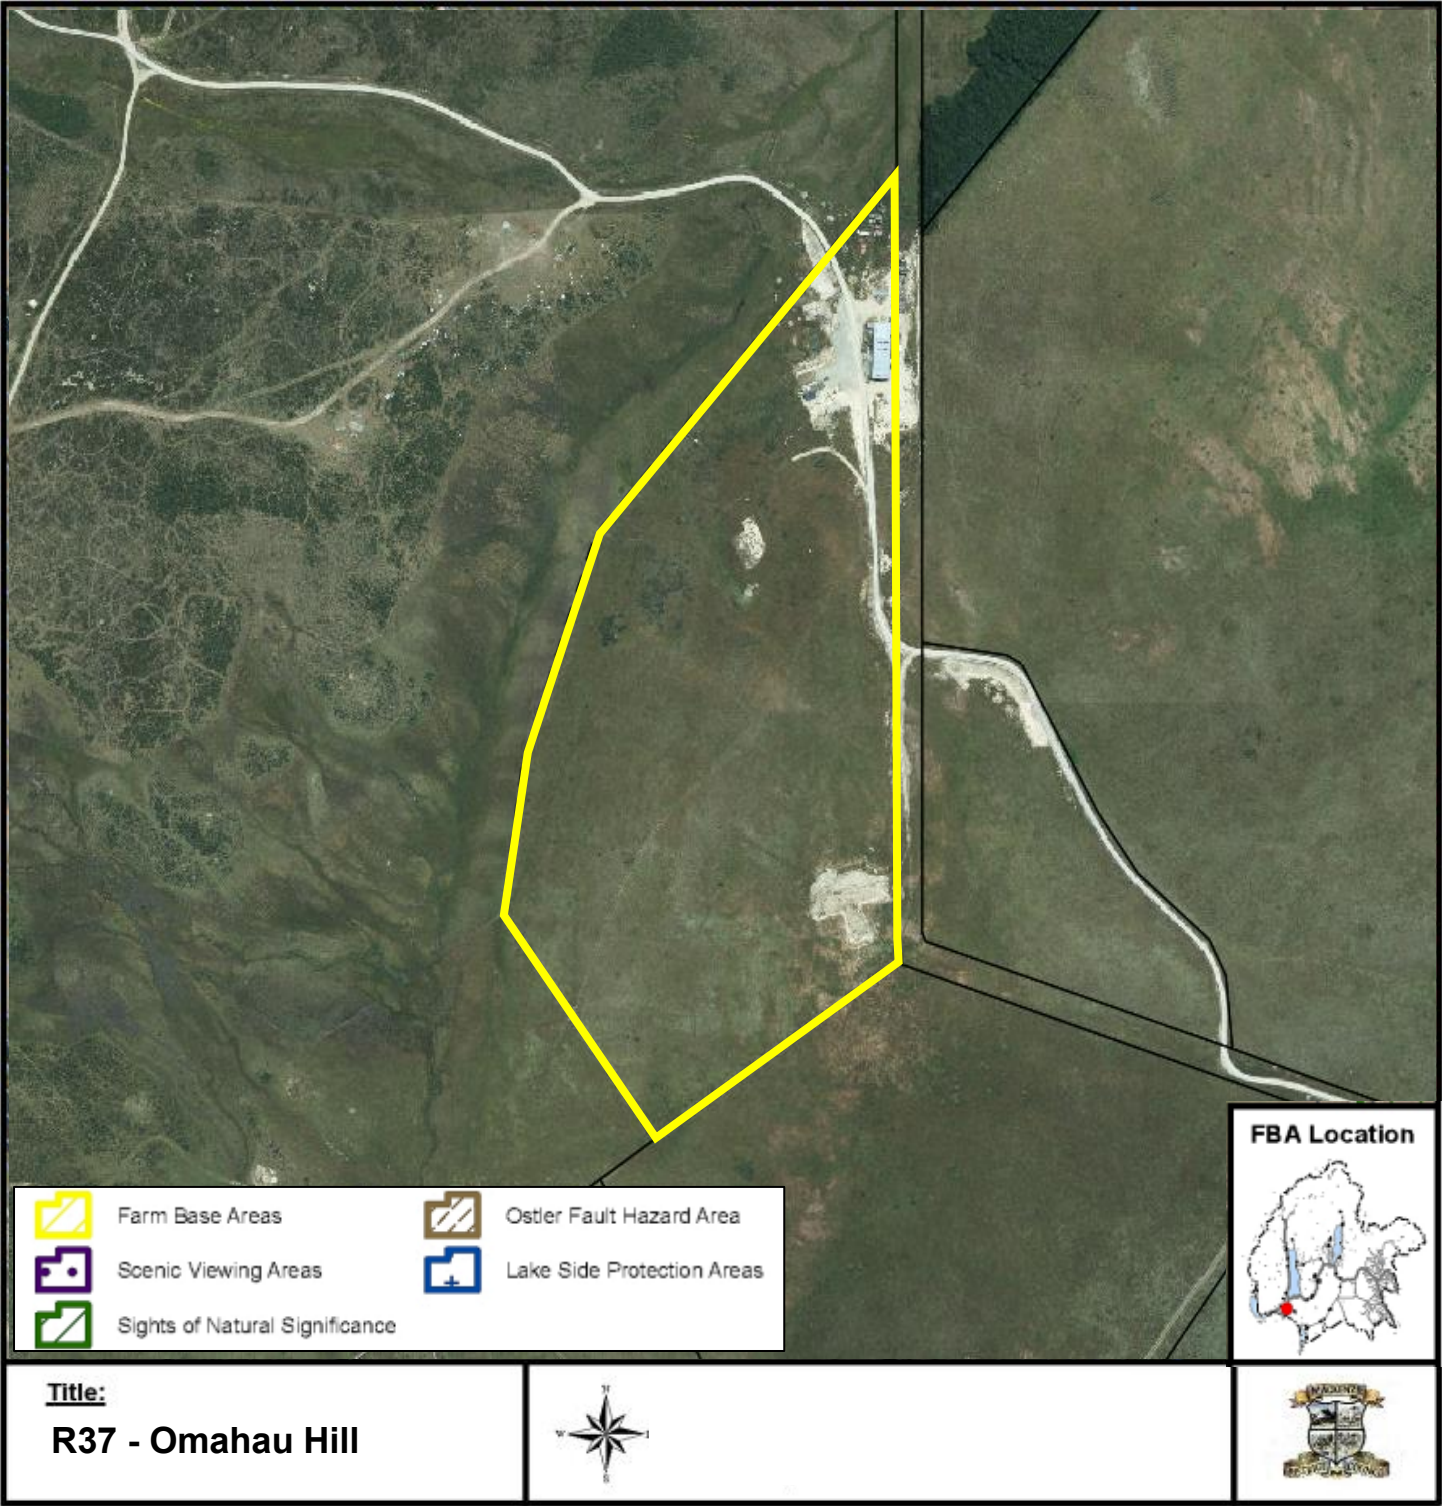 FBA Location
Farm Base Areas
Ostler Fault Hazard Area
Scenic Viewing Areas
Lake Side Protection Areas
Sights of Natural Significance
Title:
R37 - Omahau Hill
N
W
S
MACKENZIE